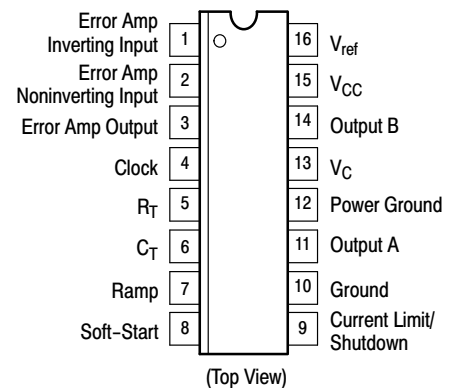 Error Amp
Inverting Input
1
16
Vref
Error Amp
Noninverting Input
2
15
VCC
Error Amp Output
3
14
Output B
Clock
4
13
VC
RT
5
12
Power Ground
CT
6
11
Output A
Ramp
7
10
Ground
Soft-Start
8
9
Current Limit/
Shutdown
(Top View)